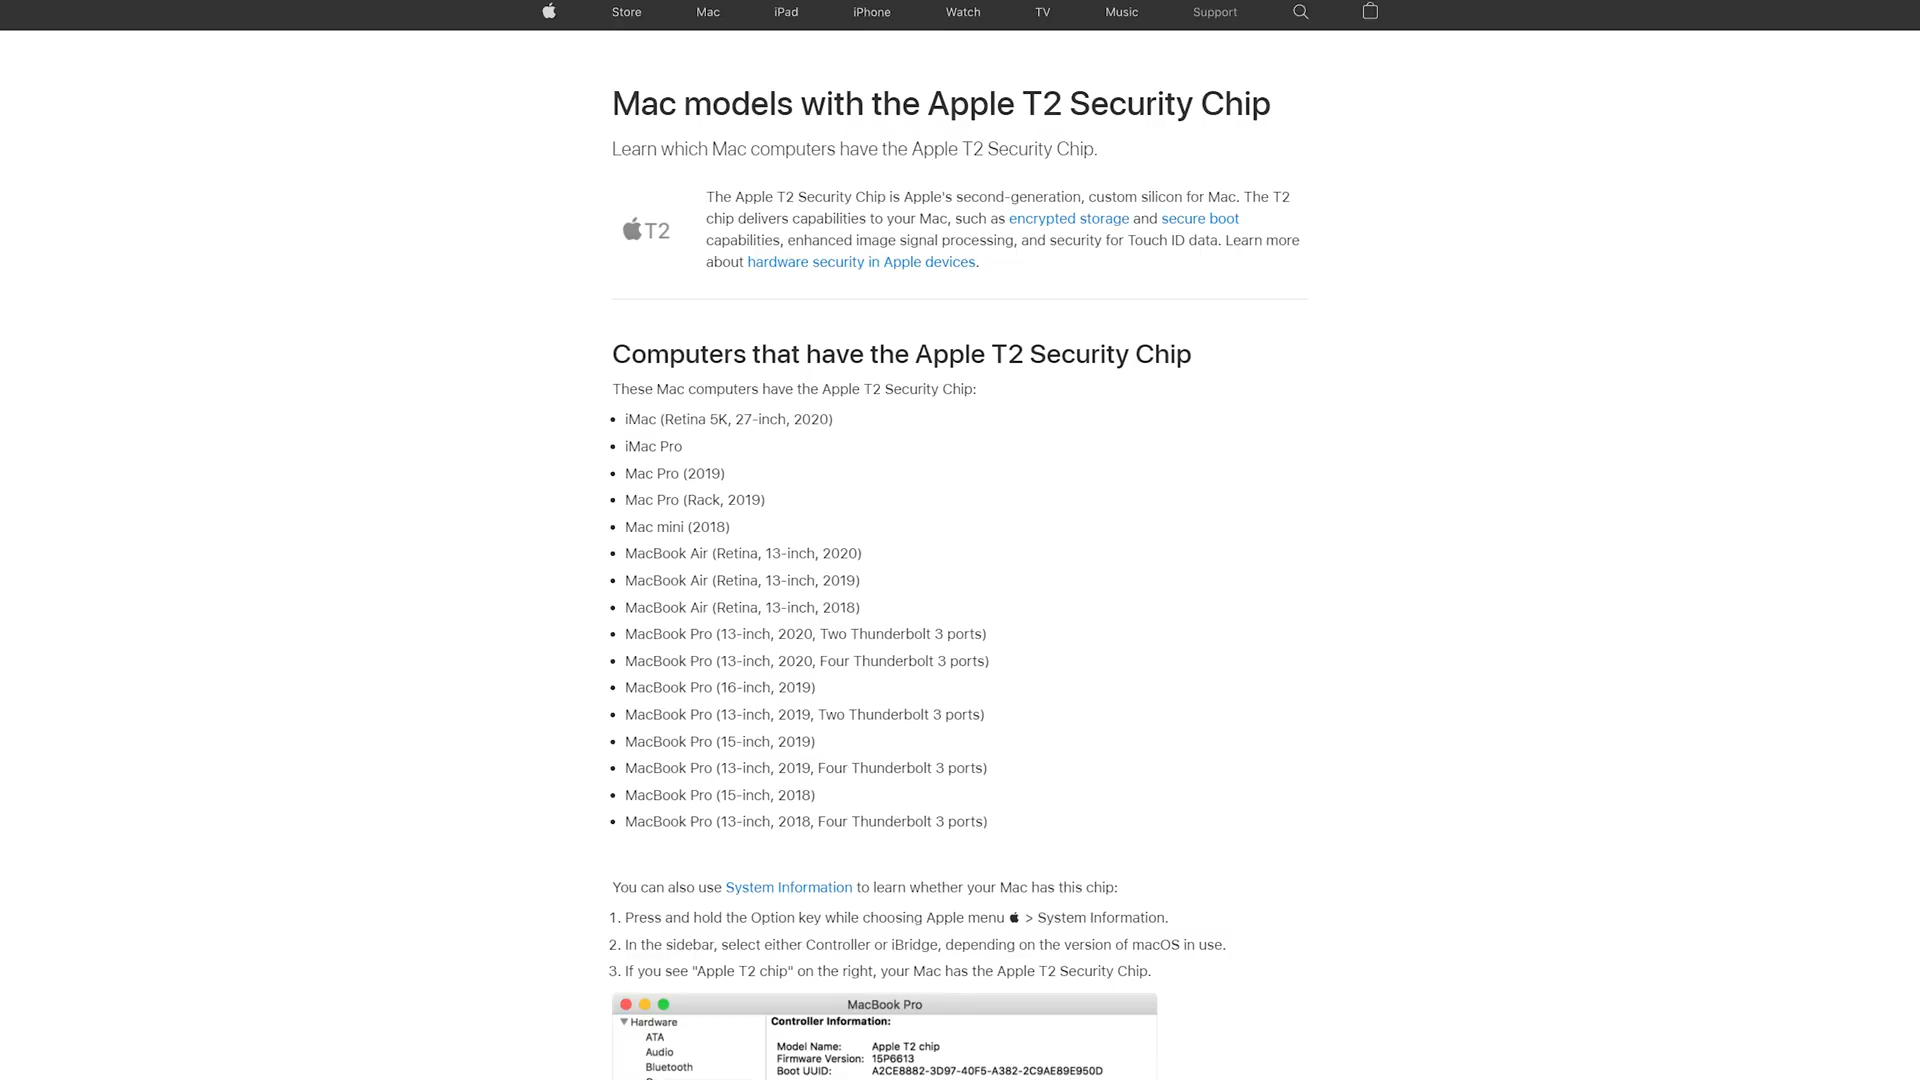 Store Mac iPad iPhone Watch TV Music Support
Mac models with the Apple T2 Security Chip
Learn which Mac computers have the Apple T2 Security Chip.
T2
The Apple T2 Security Chip is Apple's second-generation, custom silicon for Mac. The T2
chip delivers capabilities to your Mac, such as encrypted storage and secure boot
capabilities, enhanced image signal processing, and security for Touch ID data. Learn more
about hardware security in Apple devices.
Computers that have the Apple T2 Security Chip
These Mac computers have the Apple T2 Security Chip:
• iMac (Retina 5K, 27-inch, 2020)
• iMac Pro
• Mac Pro (2019)
• Mac Pro (Rack, 2019)
• Mac mini (2018)
• MacBook Air (Retina, 13-inch, 2020)
• MacBook Air (Retina, 13-inch, 2019)
• MacBook Air (Retina, 13-inch, 2018)
• MacBook Pro (13-inch, 2020, Two Thunderbolt 3 ports)
• MacBook Pro (13-inch, 2020, Four Thunderbolt 3 ports)
• MacBook Pro (16-inch, 2019)
• MacBook Pro (13-inch, 2019, Two Thunderbolt 3 ports)
• MacBook Pro (15-inch, 2019)
• MacBook Pro (13-inch, 2019, Four Thunderbolt 3 ports)
• MacBook Pro (15-inch, 2018)
• MacBook Pro (13-inch, 2018, Four Thunderbolt 3 ports)
You can also use System Information to learn whether your Mac has this chip:
1. Press and hold the Option key while choosing Apple menu > System Information.
2. In the sidebar, select either Controller or iBridge, depending on the version of macOS in use.
3. If you see "Apple T2 chip" on the right, your Mac has the Apple T2 Security Chip.
MacBook Pro
Hardware
ATA
Audio
Bluetooth
Controller Information:
Model Name: Apple T2 chip
Firmware Version: 15P6613
Boot UUID: A2CE8882-3D97-40F5-A382-2C9AE89E950D